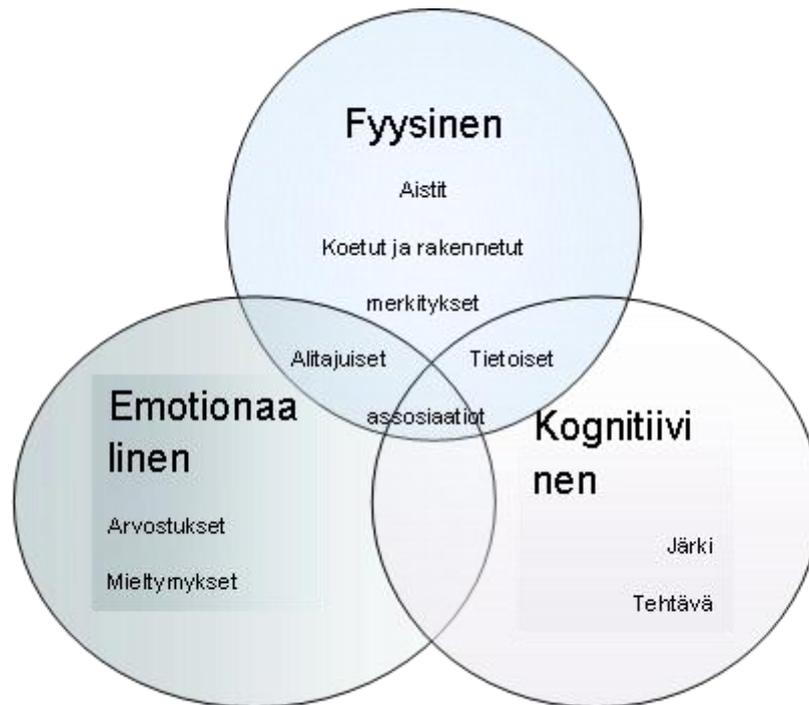 Fyysinen
Aistit
Koetut ja rakennetut
merkitykset
Alitajuiset
Tietoiset
assosiaatiot
Emotionaa
linen
Arvostukset
Mieltymykset
Kognitiivi
nen
Järki
Tehtävä